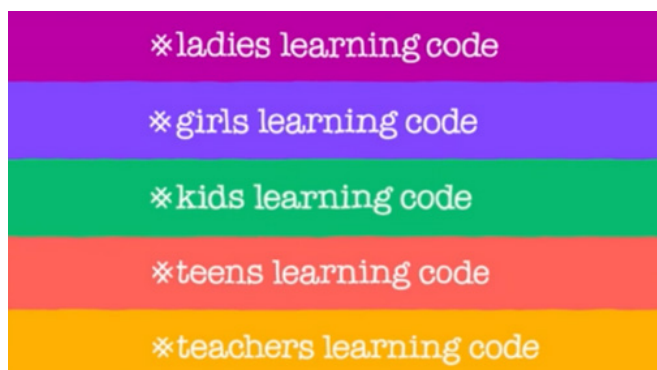 ※ladies learning code
※girls learning code
※kids learning code
※teens learning code
※teachers learning code